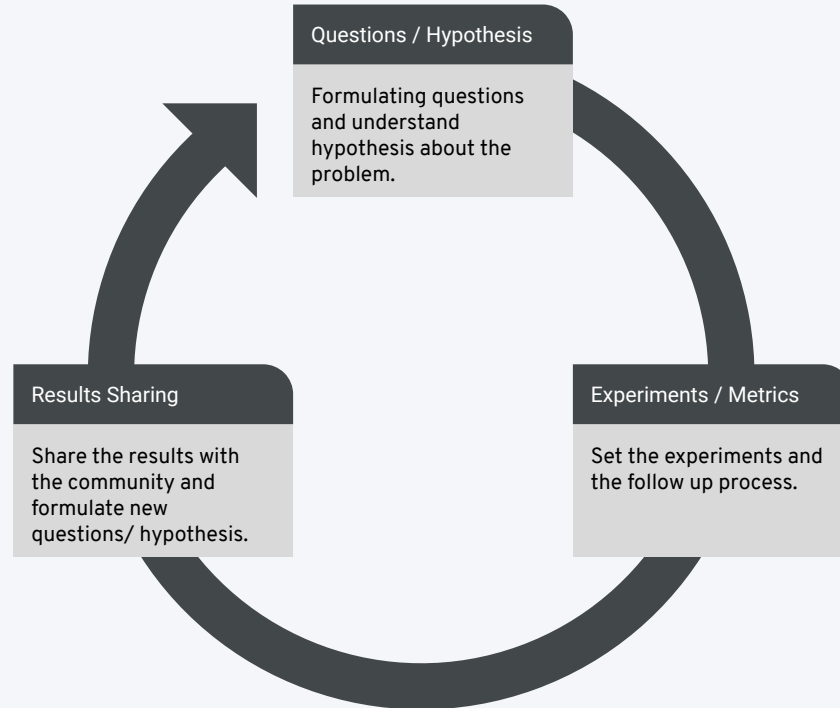 Questions / Hypothesis
Formulating questions
and understand
hypothesis about the
problem.
Results Sharing
Share the results with
the community and
formulate new
questions/ hypothesis.
Experiments / Metrics
Set the experiments and
the follow up process.